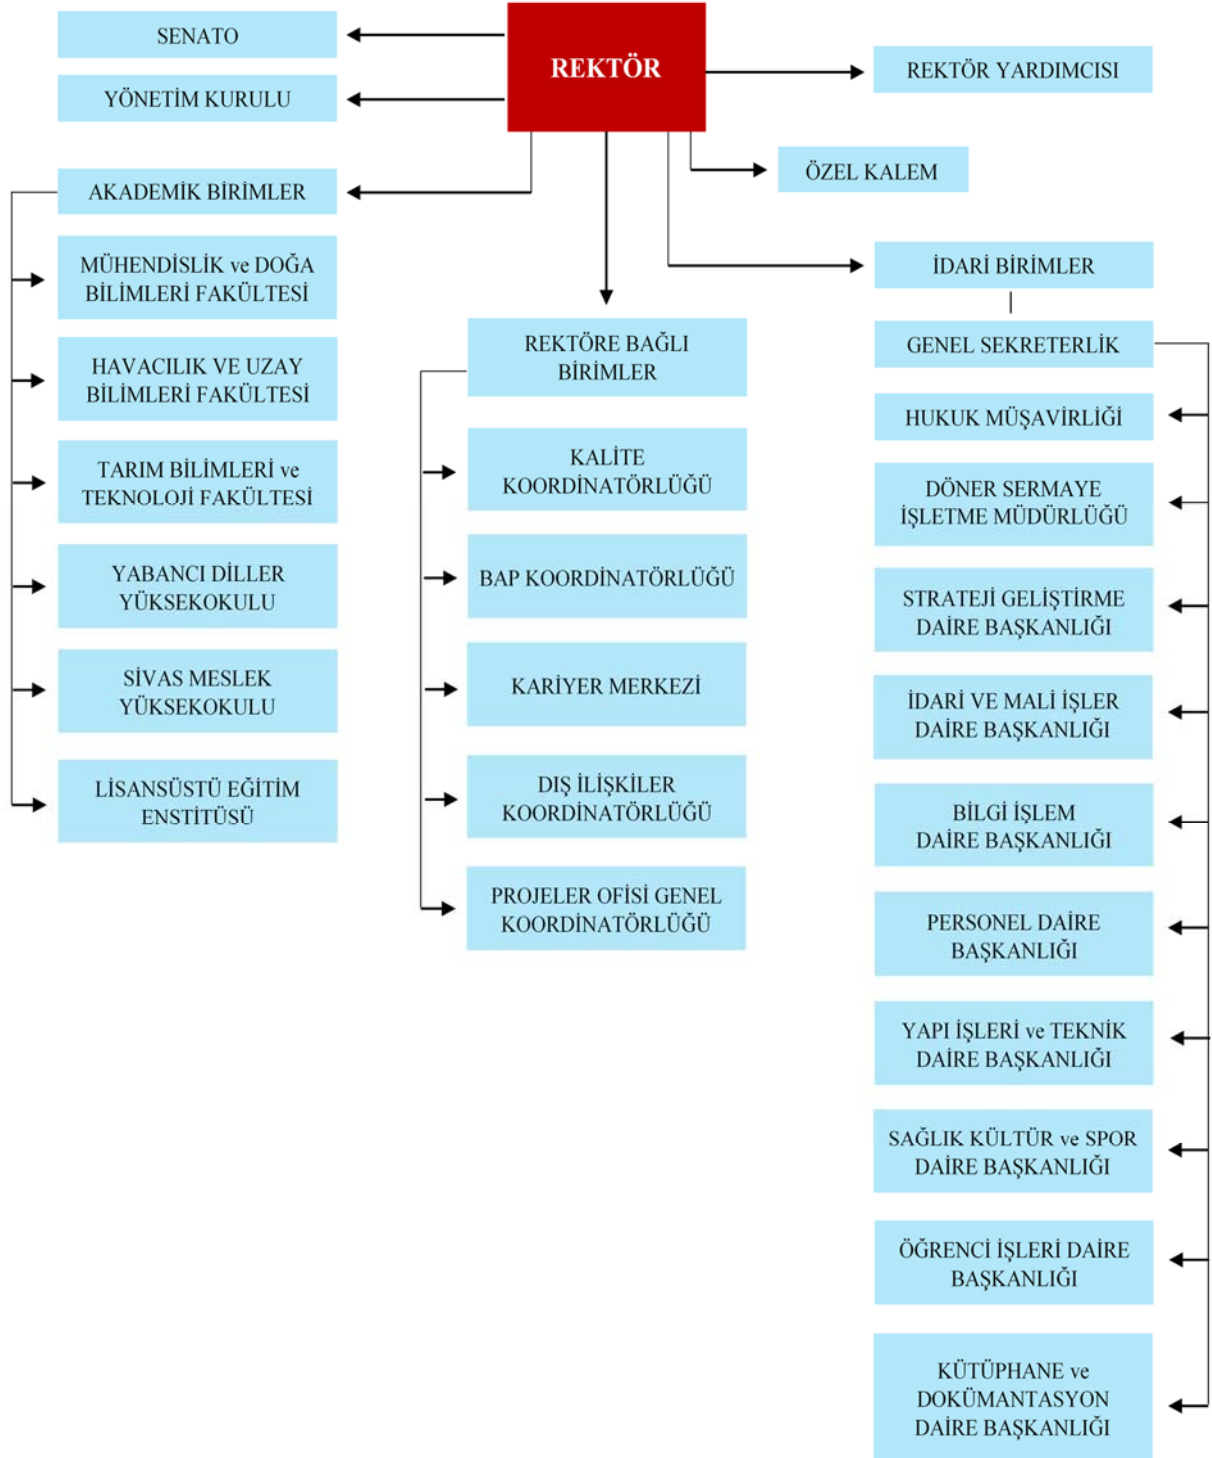 REKTÖR
SENATO
YÖNETİM KURULU
REKTÖR YARDIMCISI
ÖZEL KALEM
AKADEMİK BİRİMLER
MÜHENDİSLİK ve DOĞA
BİLİMLERİ FAKÜLTESİ
HAVACILIK VE UZAY
BİLİMLERİ FAKÜLTESİ
TARIM BİLİMLERİ ve
TEKNOLOJİ FAKÜLTESİ
YABANCI DİLLER
YÜKSEKOKULU
SİVAS MESLEK
YÜKSEKOKULU
LİSANSÜSTÜ EĞİTİM
ENSTİTÜSÜ
REKTÖRE BAĞLI
BİRİMLER
KALİTE
KOORDİNATÖRLÜĞÜ
BAP KOORDİNATÖRLÜĞÜ
KARİYER MERKEZİ
DIŞ İLİŞKİLER
KOORDİNATÖRLÜĞÜ
PROJELER OFİSİ GENEL
KOORDİNATÖRLÜĞÜ
İDARİ BİRİMLER
GENEL SEKRETERLİK
HUKUK MÜŞAVİRLİĞİ
DÖNER SERMAYE
İŞLETME MÜDÜRLÜĞÜ
STRATEJİ GELİŞTİRME
DAİRE BAŞKANLIĞI
İDARİ VE MALİ İŞLER
DAİRE BAŞKANLIĞI
BİLGİ İŞLEM
DAİRE BAŞKANLIĞI
PERSONEL DAİRE
BAŞKANLIĞI
YAPI İŞLERİ ve TEKNİK
DAİRE BAŞKANLIĞI
SAĞLIK KÜLTÜR ve SPOR
DAİRE BAŞKANLIĞI
ÖĞRENCİ İŞLERİ DAİRE
BAŞKANLIĞI
KÜTÜPHANE ve
DOKÜMANTASYON
DAİRE BAŞKANLIĞI